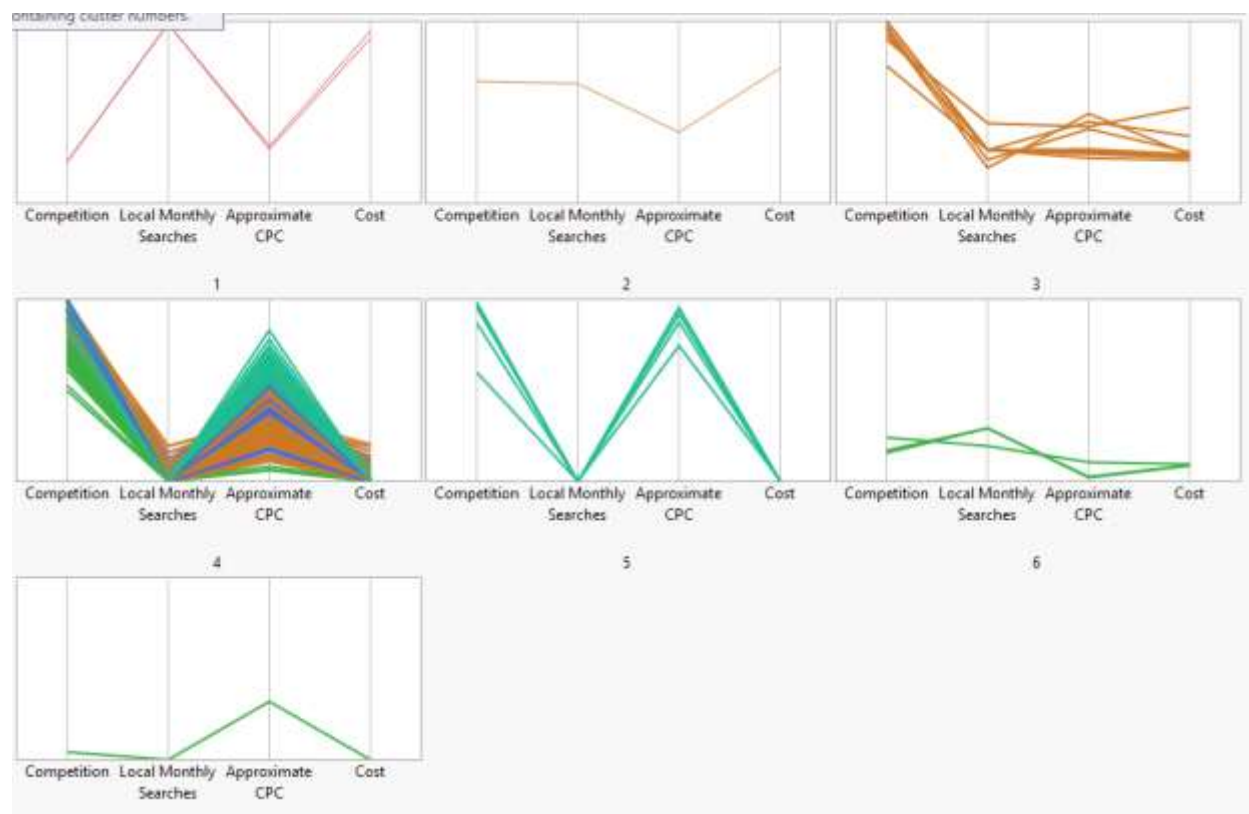 containing cluster numbers.
Competition Local Monthly Approximate Cost
Searches CPC
Competition Local Monthly Approximate Cost
Searches CPC
Competition Local Monthly Approximate Cost
Searches CPC
1
2
3
Competition Local Monthly Approximate Cost
Searches CPC
Competition Local Monthly Approximate Cost
Searches CPC
Competition Local Monthly Approximate Cost
Searches CPC
4
5
6
Competition Local Monthly Approximate Cost
Searches CPC